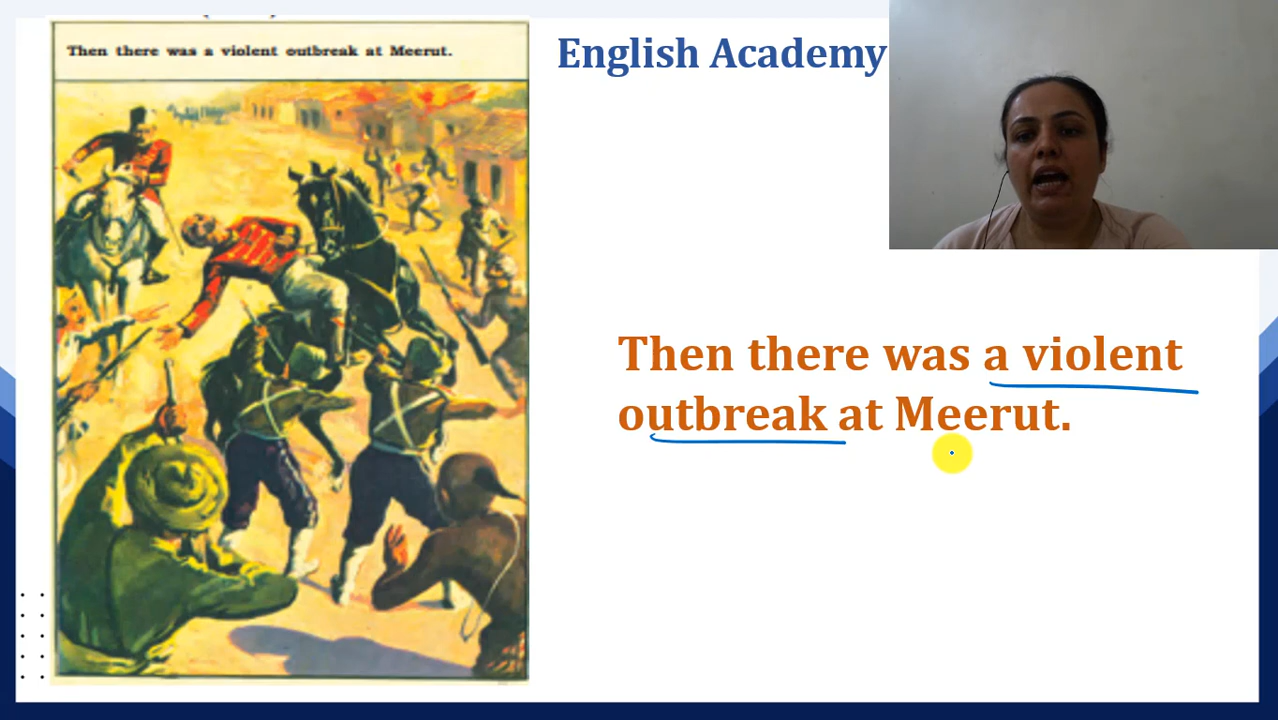 Then there was a violent outbreak at Meerut.
English Academy
Then there was a violent
outbreak at Meerut.